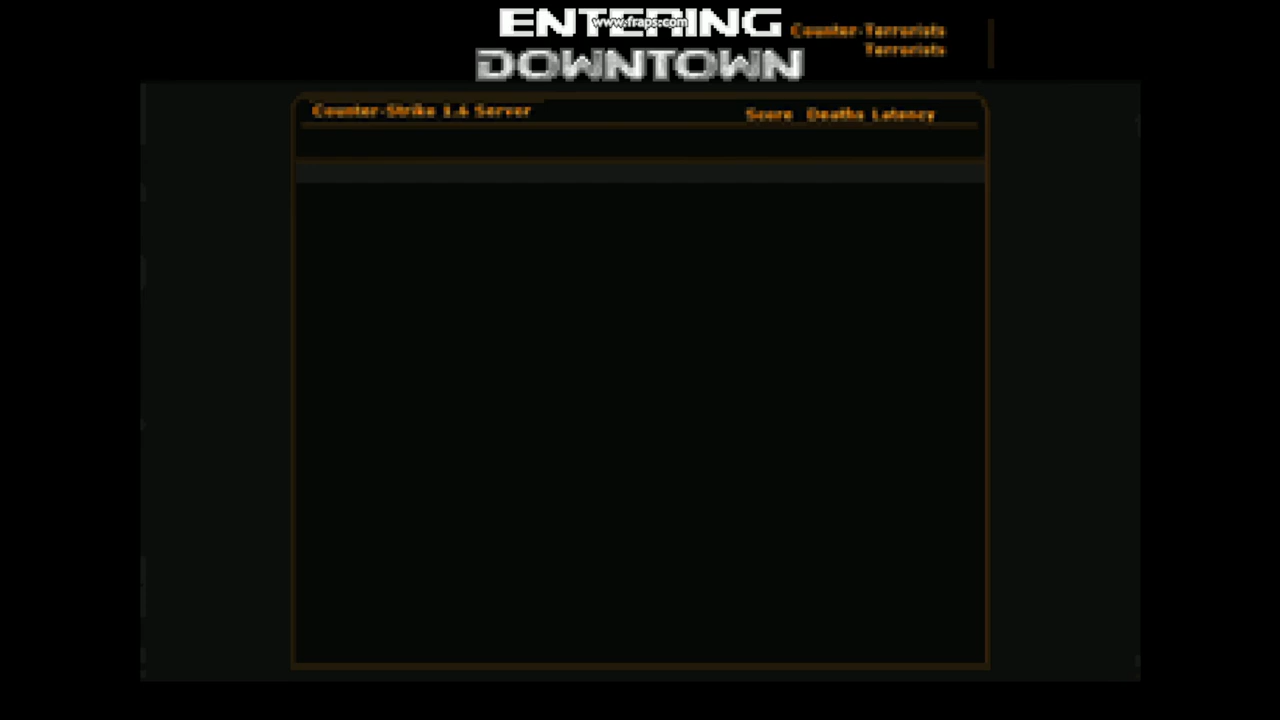 ENTERING
www.fraps.com
DOWNTOWN
Counter-Terrorists
Terrorists
Counter-Strike 1.6 Server
Score Deaths Latency